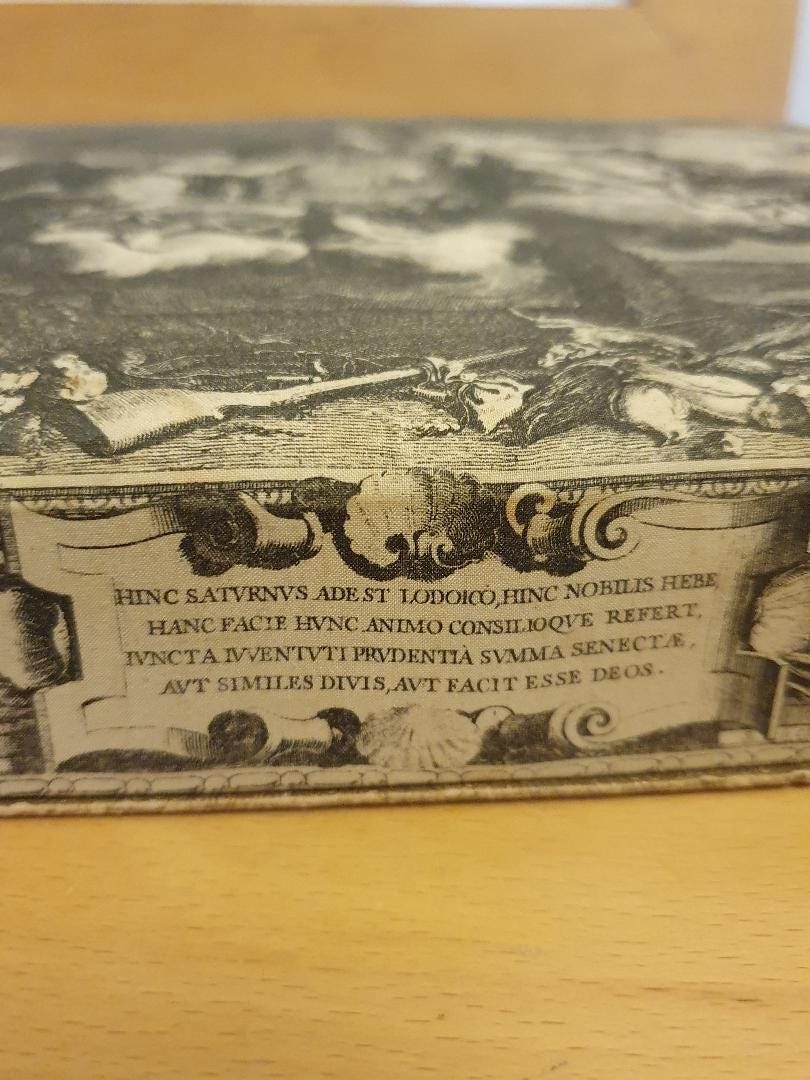 HINC SATVRNVS ADEST LODOICO, HINC NOBILIS HEBE,
HANC FACIE HVNC ANIMO CONSILIOQVE REFERT,
IVNCTA IVVENTVTI PRVDENTIÀ SVMMA SENECTÆ,
AVT SIMILES DIVIS, AVT FACIT ESSE DEOS.